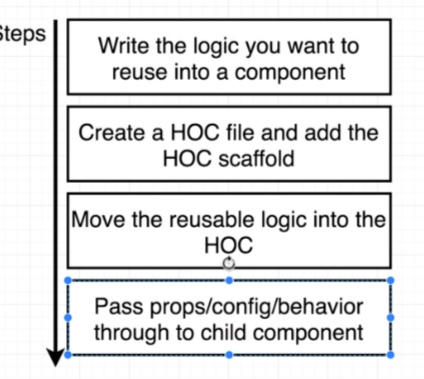 Steps
Write the logic you want to
reuse into a component
Create a HOC file and add the
HOC scaffold
Move the reusable logic into the
HOC
Pass props/config/behavior
through to child component